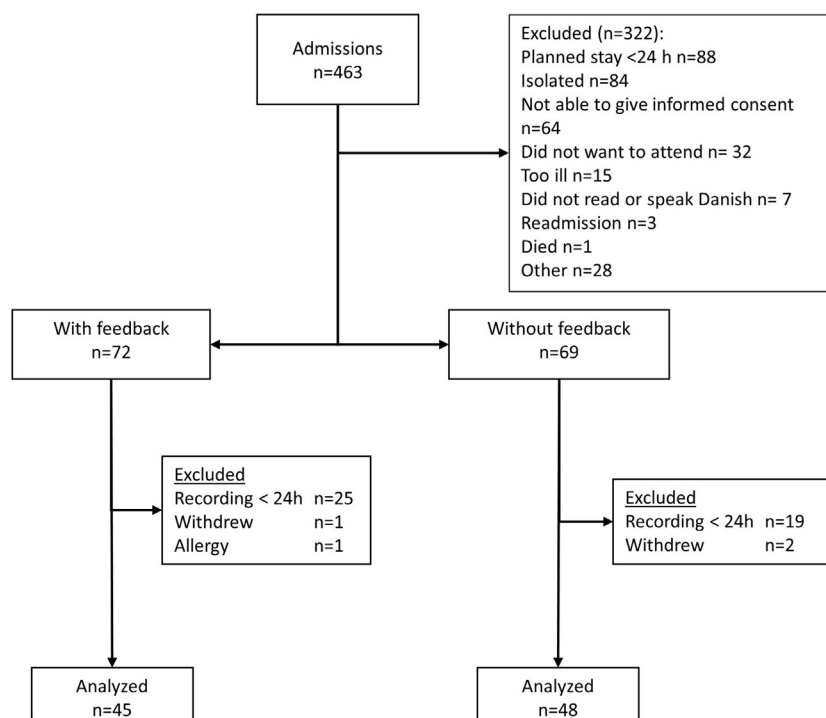 Admissions
n=463
Excluded (n=322):
Planned stay <24 h n=88
Isolated n=84
Not able to give informed consent
n=64
Did not want to attend n= 32
Too ill n=15
Did not read or speak Danish n= 7
Readmission n=3
Died n=1
Other n=28
With feedback
n=72
Without feedback
n=69
Excluded
Recording < 24h n=25
Withdrew n=1
Allergy n=1
Excluded
Recording < 24h n=19
Withdrew n=2
Analyzed
n=45
Analyzed
n=48